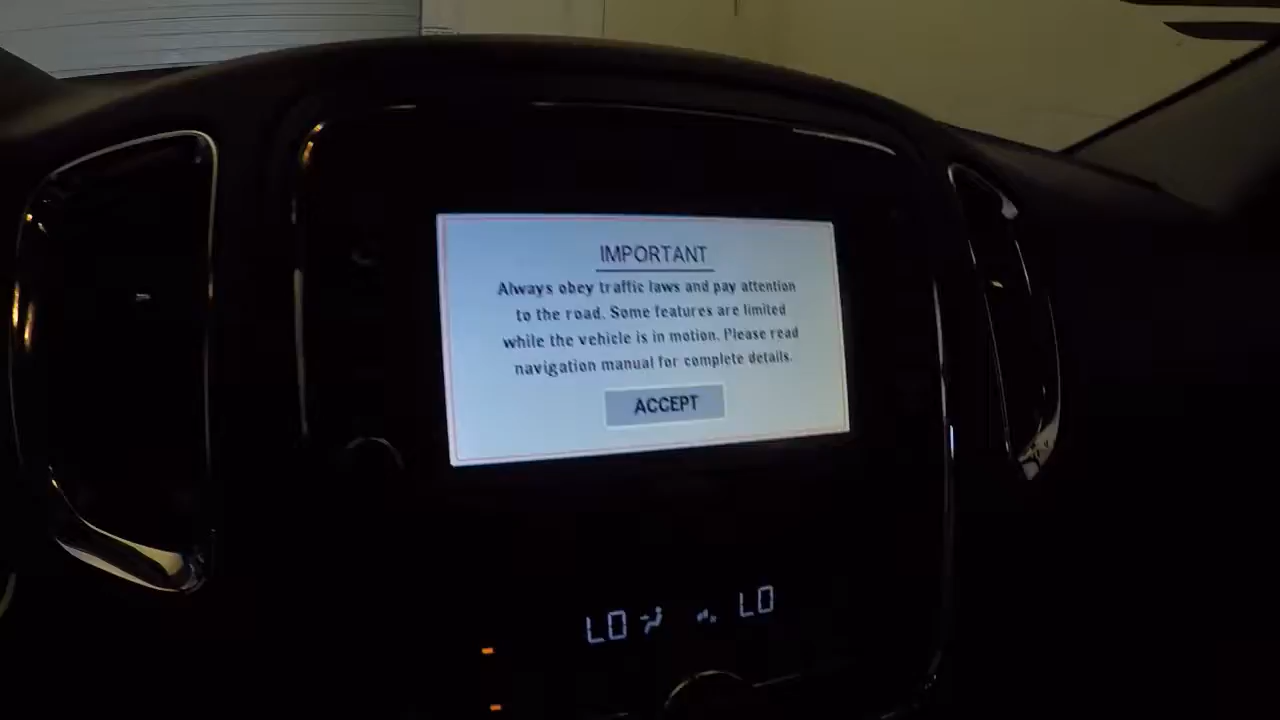 IMPORTANT
Always obey traffic laws and pay attention
to the road. Some features are limited
while the vehicle is in motion. Please read
navigation manual for complete details.
ACCEPT
LO LO